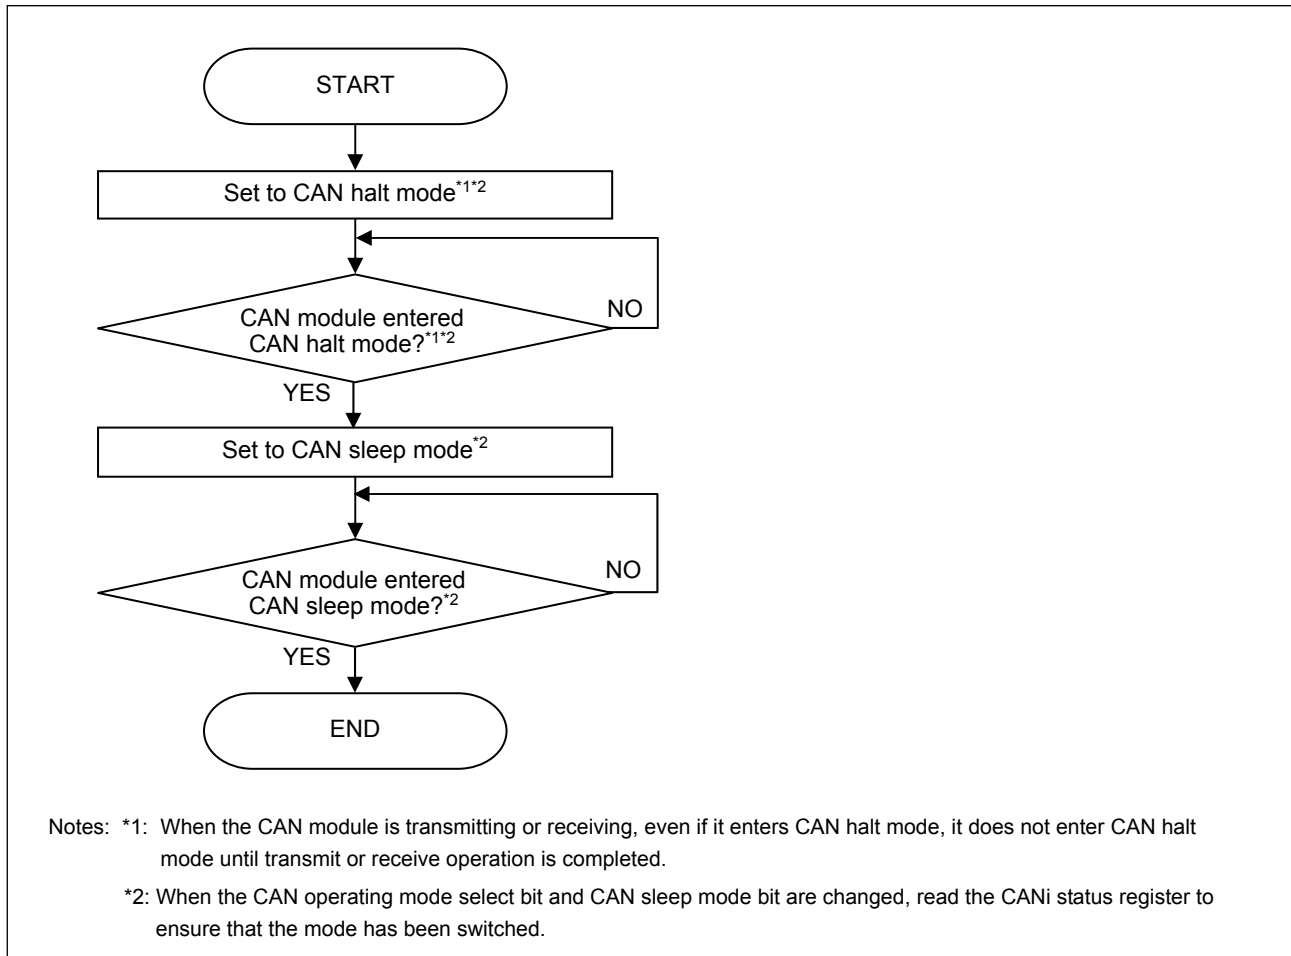 START
Set to CAN halt mode*1*2
CAN module entered
CAN halt mode?*1*2
NO
YES
Set to CAN sleep mode*2
CAN module entered
CAN sleep mode?*2
NO
YES
END
Notes: *1: When the CAN module is transmitting or receiving, even if it enters CAN halt mode, it does not enter CAN halt
mode until transmit or receive operation is completed.
*2: When the CAN operating mode select bit and CAN sleep mode bit are changed, read the CANi status register to
ensure that the mode has been switched.